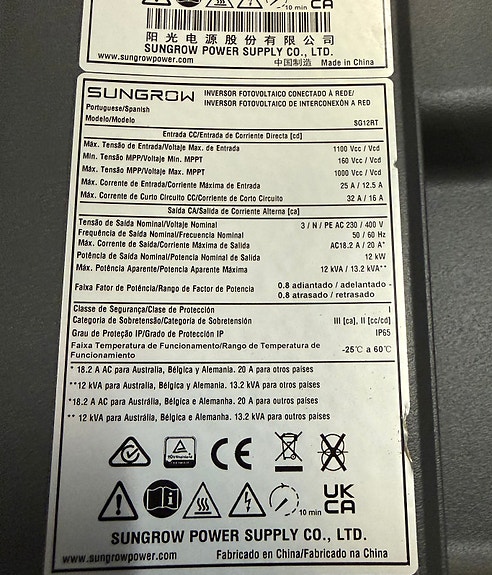 10 min UK CA
阳光电源股份有限公司
SUNGROW POWER SUPPLY CO., LTD.
www.sungrowpower.com 中国制造 Made in China
SUNGROW INVERSOR FOTOVOLTAICO CONECTADO À REDE/
INVERSOR FOTOVOLTAICO DE INTERCONEXIÓN A RED
Portuguese/Spanish
Modelo/Modelo SG12RT
Entrada CC/Entrada de Corriente Directa [cd]
Máx. Tensão de Entrada/Voltaje Max. de Entrada 1100 Vcc / Vcd
Min. Tensão MPP/Voltaje Min. MPPT 160 Vcc / Vcd
Máx. Tensão MPP/Voltaje Max. MPPT 1000 Vcc / Vcd
Máx. Corrente de Entrada/Corriente Máxima de Entrada 25 A / 12.5 A
Máx. Corrente de Curto Circuito CC/Corriente de Corto Circuito 32 A / 16 A
Saída CA/Salida de Corriente Alterna [ca]
Tensão de Saída Nominal/Voltaje Nominal 3 / N / PE AC 230 / 400 V
Frequência de Saída Nominal/Frecuencia Nominal 50 / 60 Hz
Máx. Corrente de Saída/Corriente Máxima de Salida AC18.2 A / 20 A*
Potência de Saída Nominal/Potencia Nominal de Salida 12 kW
Máx. Potência Aparente/Potencia Aparente Máxima 12 kVA / 13.2 kVA**
Faixa Fator de Potência/Rango de Factor de Potencia 0.8 adiantado / adelantado -
0.8 atrasado / retrasado
Classe de Segurança/Clase de Protección I
Categoria de Sobretensão/Categoria de Sobretensión III [ca], II [cc/cd]
Grau de Proteção IP/Grado de Protección IP IP65
Faixa Temperatura de Funcionamento/Rango de Temperatura de
Funcionamiento -25℃ a 60℃
*18.2 A AC para Australia, Bélgica y Alemania. 20 A para otros países
**12 kVA para Australia, Bélgica y Alemania. 13.2 kVA para otros países
*18.2 A AC para Austrália, Bélgica e Alemanha. 20 A para outros países
** 12 kVA para Austrália, Bélgica e Alemanha. 13.2 kVA para outros países
CE
10 min UK CA
SUNGROW POWER SUPPLY CO., LTD.
www.sungrowpower.com Fabricado en China/Fabricado na China